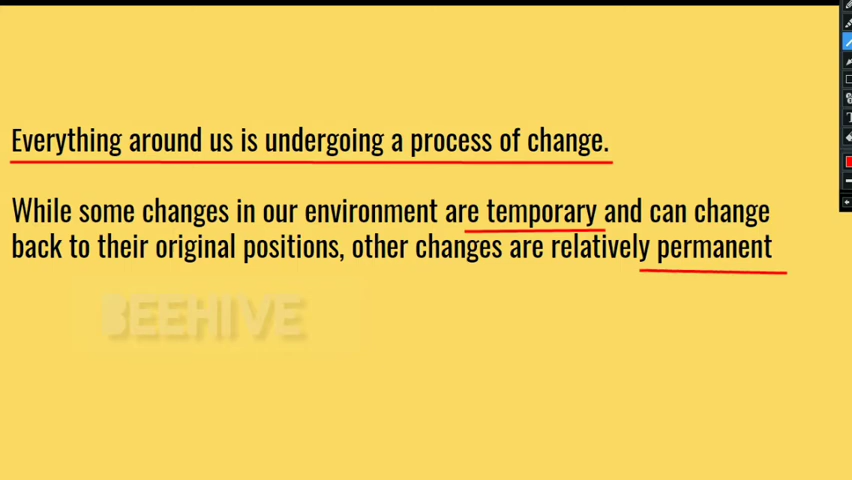 Everything around us is undergoing a process of change.
While some changes in our environment are temporary and can change
back to their original positions, other changes are relatively permanent
BEEHIVE